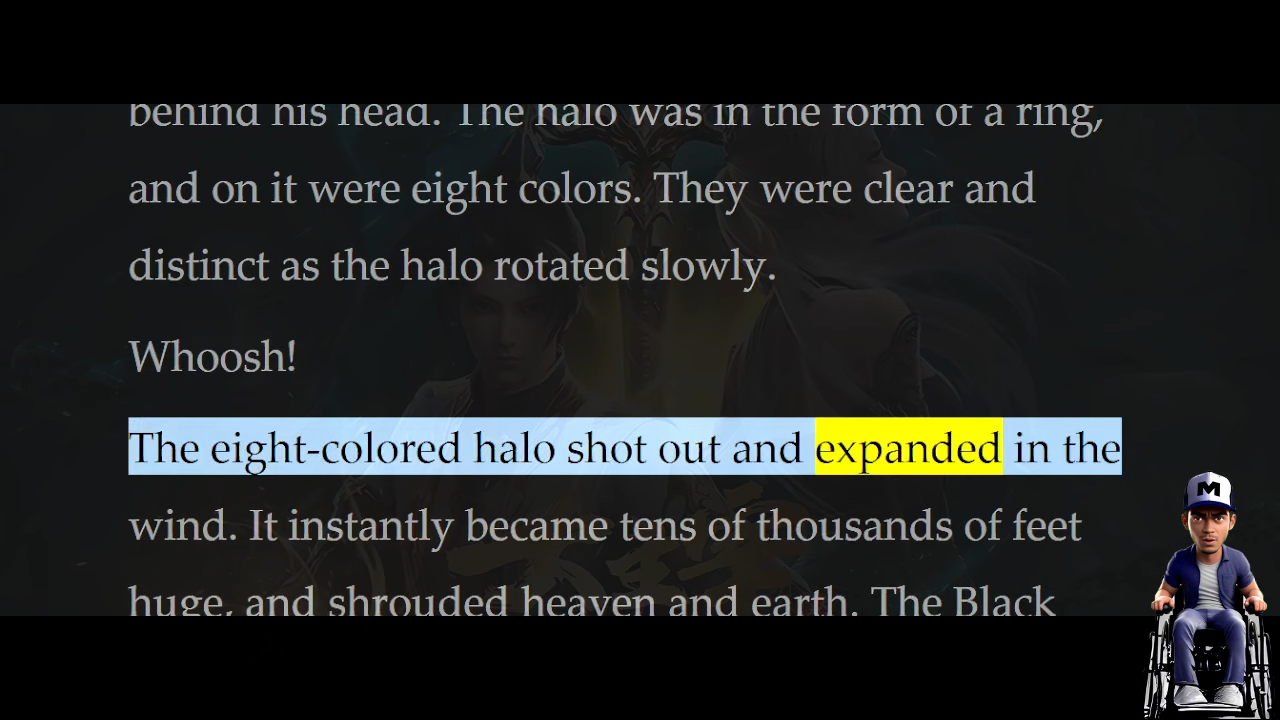 behind his head. The halo was in the form of a ring,
and on it were eight colors. They were clear and
distinct as the halo rotated slowly.
Whoosh!
The eight-colored halo shot out and expanded in the
wind. It instantly became tens of thousands of feet
huge, and shrouded heaven and earth. The Black
M